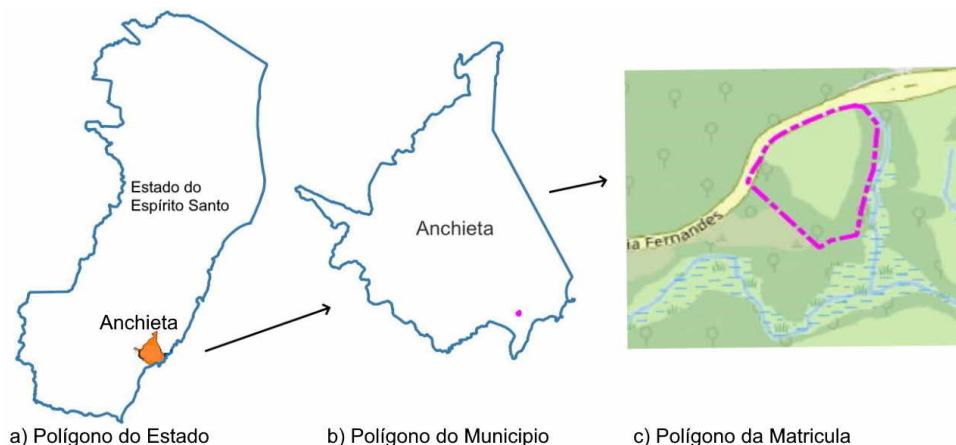 Estado do
Espírito Santo
Anchieta
Anchieta
ia Fernandes
a) Polígono do Estado
b) Polígono do Municipio
c) Polígono da Matricula